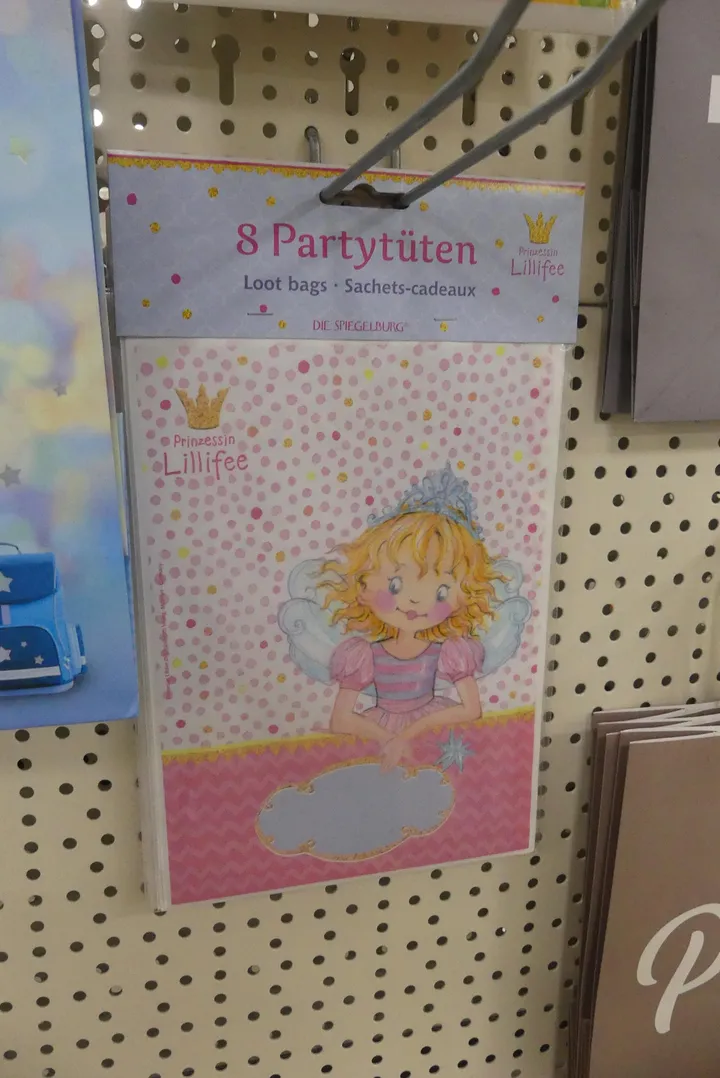 8 Partytüten
Loot bags · Sachets-cadeaux
DIE SPIEGELBURG®
Prinzessin
Lillifee
Prinzessin
Lillifee
P